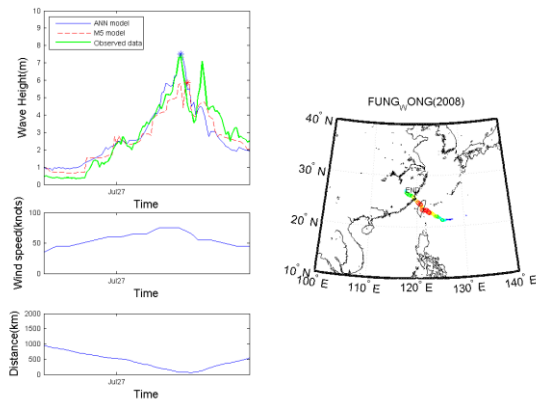 ANN model
M5 model
Observed data
10
9
8
7
6
5
4
3
2
1
0
Wave Height(m)
Jul27
Time
100
50
0
Wind speed(knots)
Jul27
Time
2000
1500
1000
500
0
Distance(km)
Jul27
Time
FUNG_WONG(2008)
40° N
30° N
20° N
10° N
100° E
110° E
120° E
130° E
140° E
END